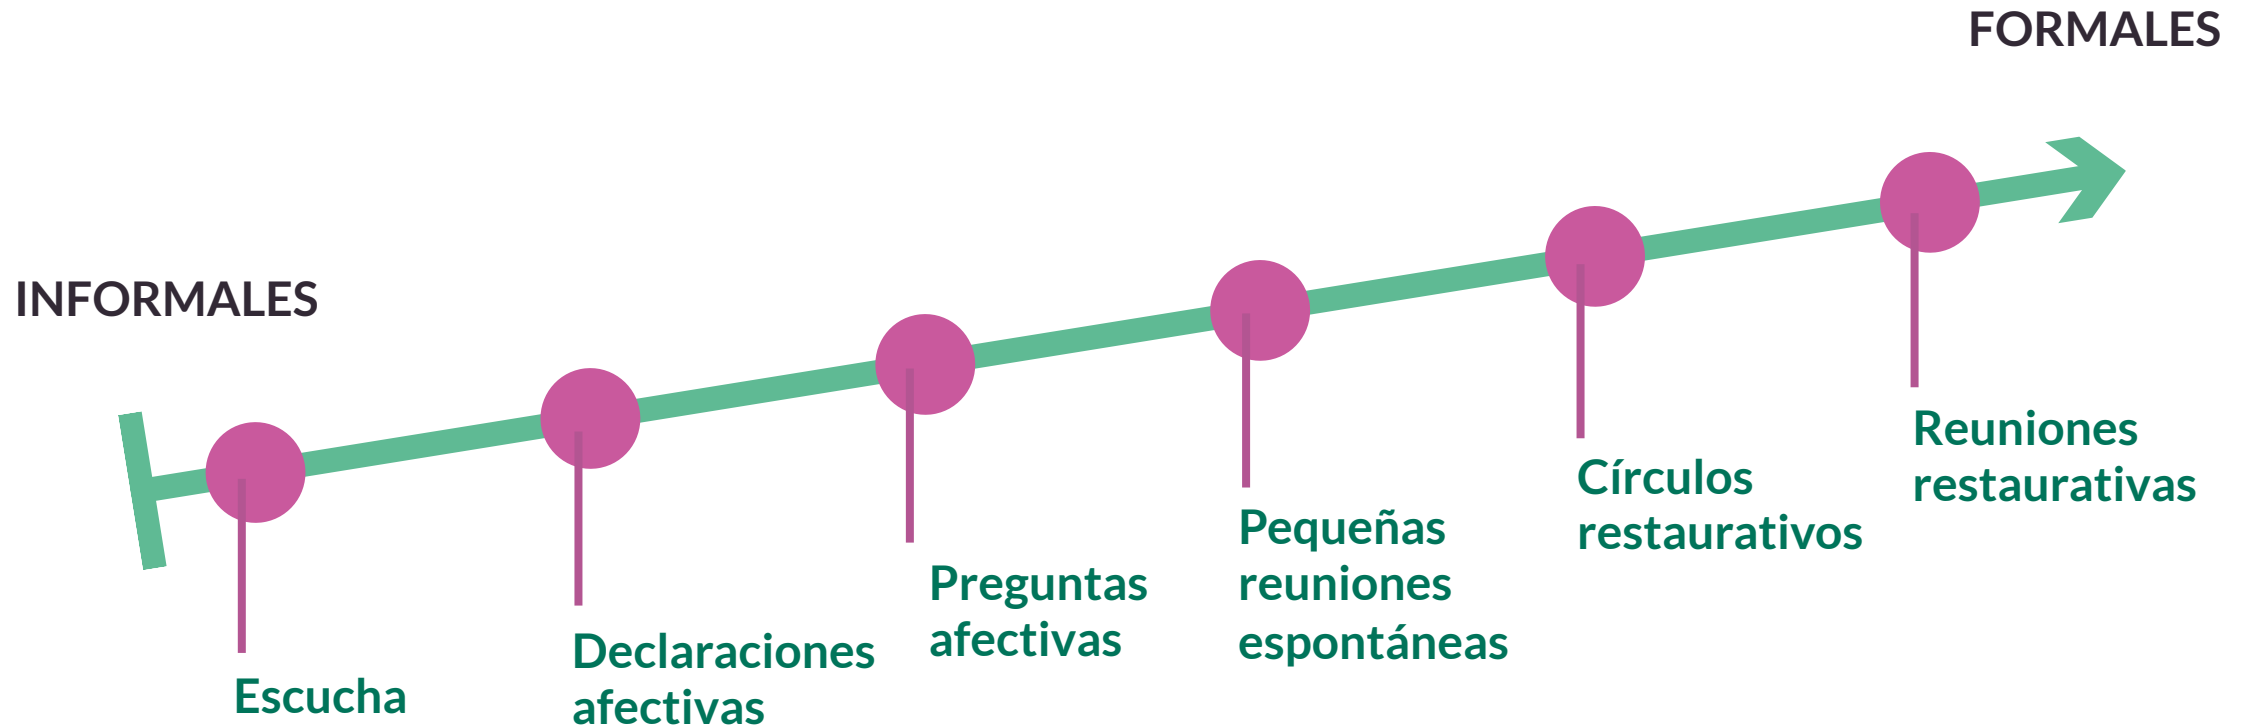 FORMALES
INFORMALES
Escucha
Declaraciones
afectivas
Preguntas
afectivas
Pequeñas
reuniones
espontáneas
Círculos
restaurativos
Reuniones
restaurativas